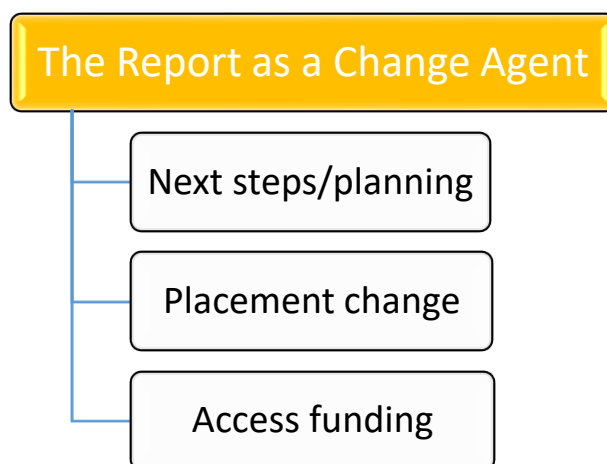 The Report as a Change Agent
Next steps/planning
Placement change
Access funding